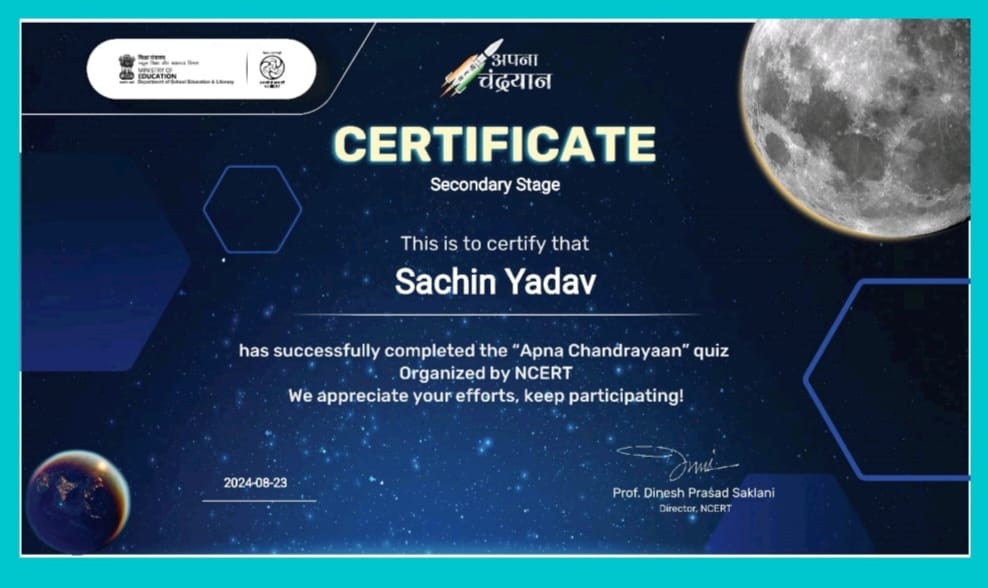 शिक्षा मंत्रालय
MINISTRY OF
EDUCATION
Department of School Education & Literacy
अपना
चंद्रयान
CERTIFICATE
Secondary Stage
This is to certify that
Sachin Yadav
has successfully completed the “Apna Chandrayaan” quiz
Organized by NCERT
We appreciate your efforts, keep participating!
2024-08-23
Prof. Dinesh Prasad Saklani
Director, NCERT